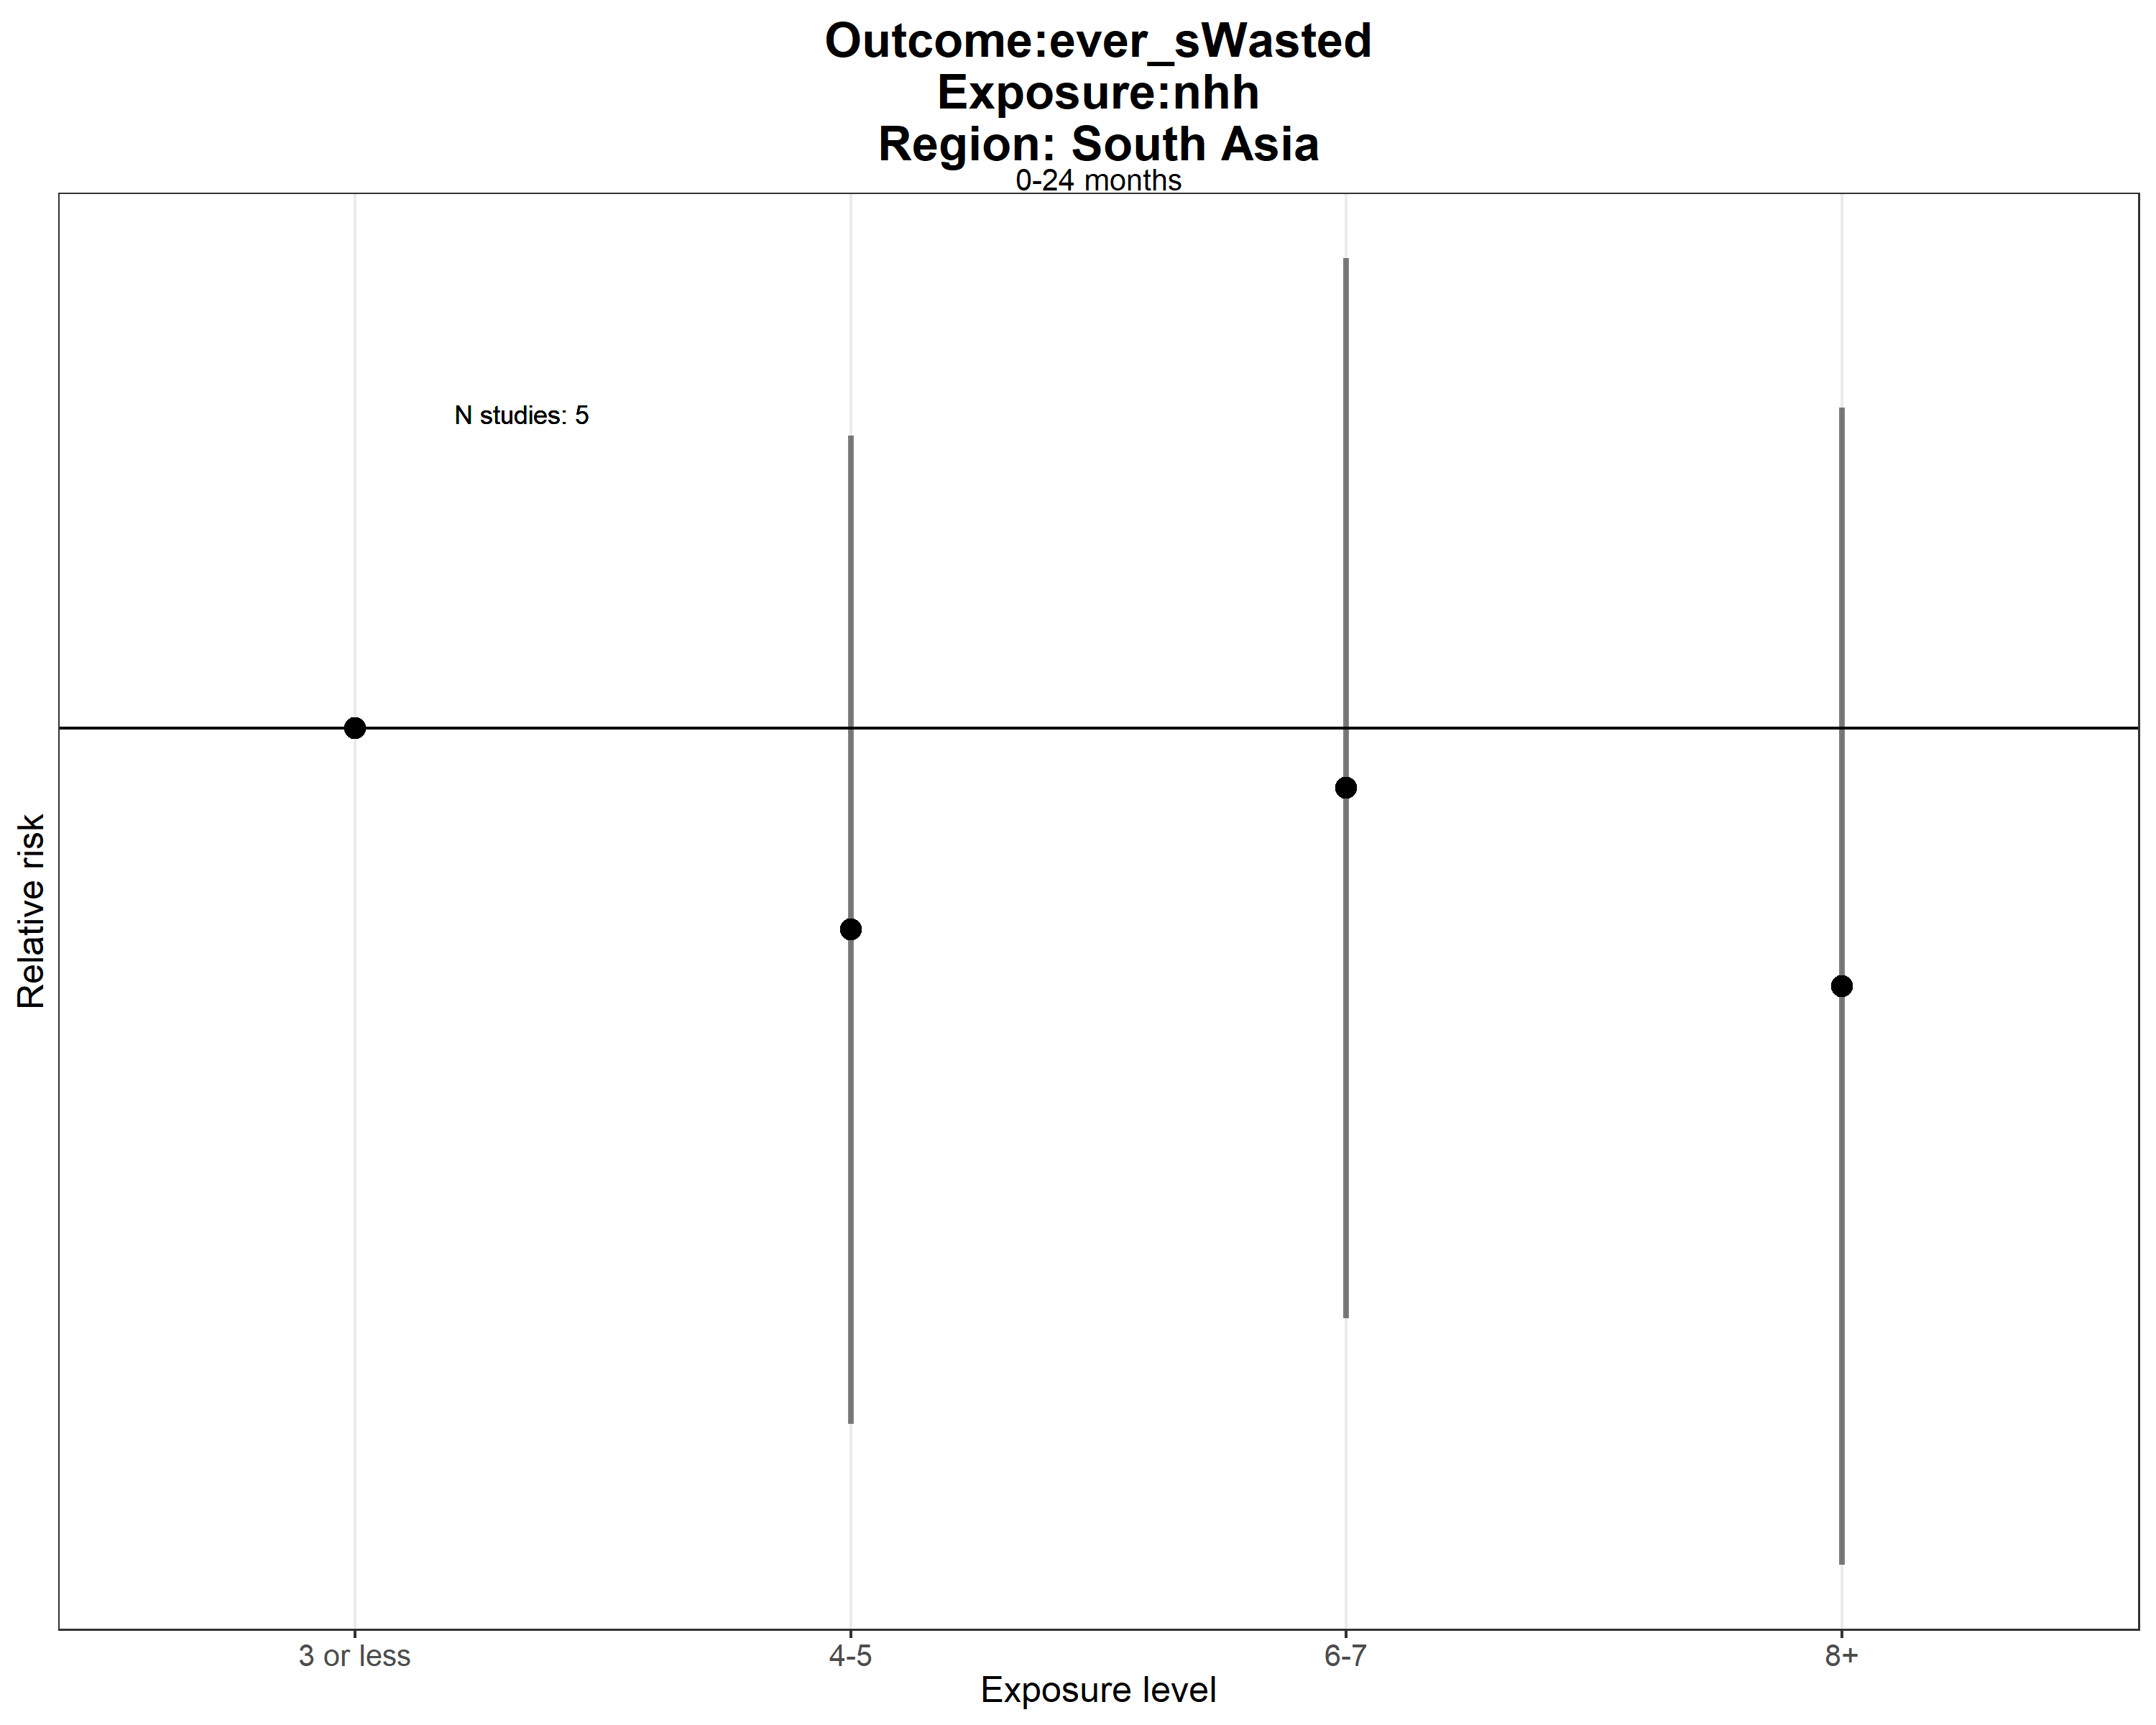 Outcome:ever_sWasted
Exposure:nhh
Region: South Asia
0-24 months
N studies: 5
Relative risk
3 or less
4-5
6-7
8+
Exposure level